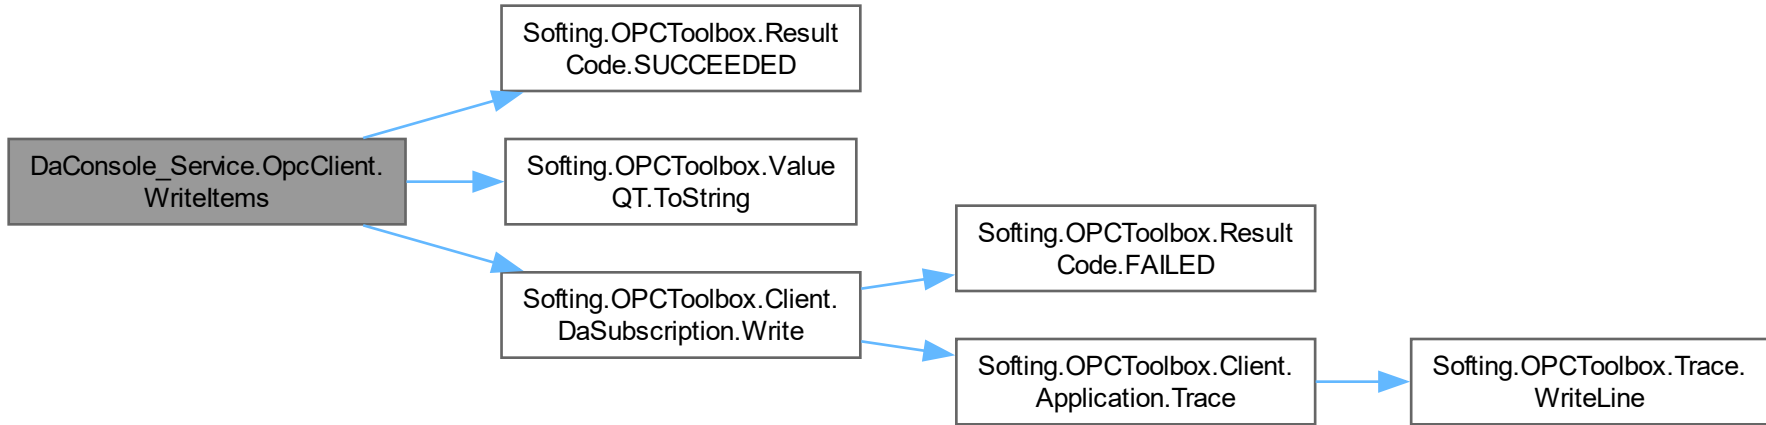 Softing.OPCToolbox.Result
Code.SUCCEEDED
DaConsole_Service.OpcClient.
WriteItems
Softing.OPCToolbox.Value
QT.ToString
Softing.OPCToolbox.Client.
DaSubscription.Write
Softing.OPCToolbox.Result
Code.FAILED
Softing.OPCToolbox.Client.
Application.Trace
Softing.OPCToolbox.Trace.
WriteLine